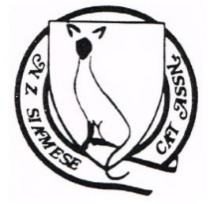 N Z SIAMESE CAT ASSN.